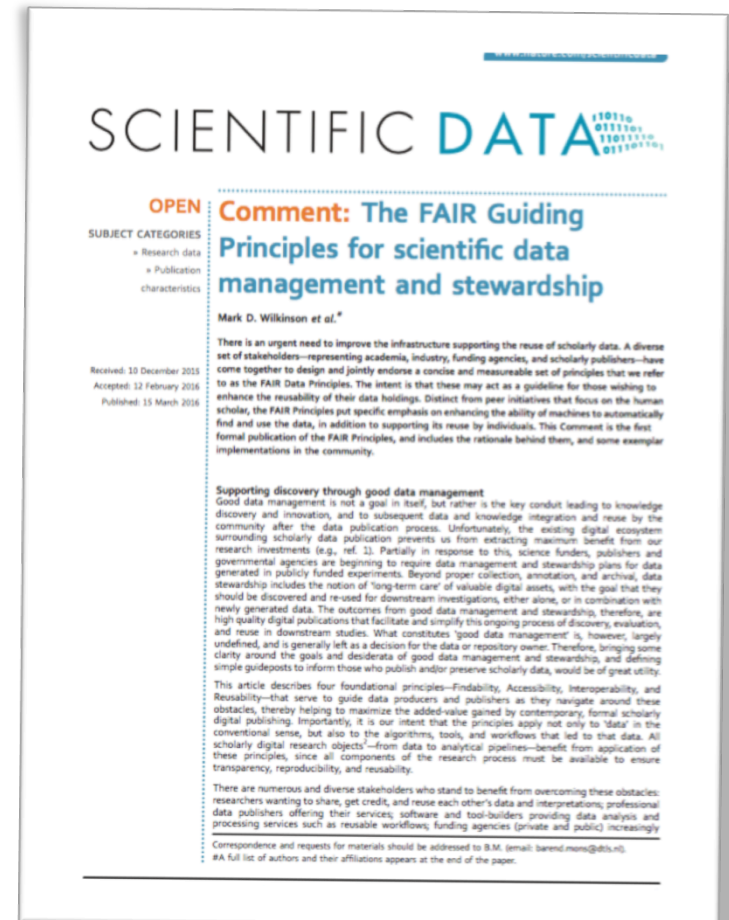 www.nature.com/scientificdata
SCIENTIFIC DATA
110110
0111101
11011110
011101101
OPEN
SUBJECT CATEGORIES
» Research data
» Publication
characteristics
Received: 10 December 2015
Accepted: 12 February 2016
Published: 15 March 2016
Comment: The FAIR Guiding
Principles for scientific data
management and stewardship
Mark D. Wilkinson et al.#
There is an urgent need to improve the infrastructure supporting the reuse of scholarly data. A diverse
set of stakeholders—representing academia, industry, funding agencies, and scholarly publishers—have
come together to design and jointly endorse a concise and measureable set of principles that we refer
to as the FAIR Data Principles. The intent is that these may act as a guideline for those wishing to
enhance the reusability of their data holdings. Distinct from peer initiatives that focus on the human
scholar, the FAIR Principles put specific emphasis on enhancing the ability of machines to automatically
find and use the data, in addition to supporting its reuse by individuals. This Comment is the first
formal publication of the FAIR Principles, and includes the rationale behind them, and some exemplar
implementations in the community.
Supporting discovery through good data management
Good data management is not a goal in itself, but rather is the key conduit leading to knowledge
discovery and innovation, and to subsequent data and knowledge integration and reuse by the
community after the data publication process. Unfortunately, the existing digital ecosystem
surrounding scholarly data publication prevents us from extracting maximum benefit from our
research investments (e.g., ref. 1). Partially in response to this, science funders, publishers and
governmental agencies are beginning to require data management and stewardship plans for data
generated in publicly funded experiments. Beyond proper collection, annotation, and archival, data
stewardship includes the notion of 'long-term care' of valuable digital assets, with the goal that they
should be discovered and re-used for downstream investigations, either alone, or in combination with
newly generated data. The outcomes from good data management and stewardship, therefore, are
high quality digital publications that facilitate and simplify this ongoing process of discovery, evaluation,
and reuse in downstream studies. What constitutes 'good data management' is, however, largely
undefined, and is generally left as a decision for the data or repository owner. Therefore, bringing some
clarity around the goals and desiderata of good data management and stewardship, and defining
simple guideposts to inform those who publish and/or preserve scholarly data, would be of great utility.
This article describes four foundational principles—Findability, Accessibility, Interoperability, and
Reusability—that serve to guide data producers and publishers as they navigate around these
obstacles, thereby helping to maximize the added-value gained by contemporary, formal scholarly
digital publishing. Importantly, it is our intent that the principles apply not only to 'data' in the
conventional sense, but also to the algorithms, tools, and workflows that led to that data. All
scholarly digital research objects²—from data to analytical pipelines—benefit from application of
these principles, since all components of the research process must be available to ensure
transparency, reproducibility, and reusability.
There are numerous and diverse stakeholders who stand to benefit from overcoming these obstacles:
researchers wanting to share, get credit, and reuse each other's data and interpretations; professional
data publishers offering their services; software and tool-builders providing data analysis and
processing services such as reusable workflows; funding agencies (private and public) increasingly
Correspondence and requests for materials should be addressed to B.M. (email: barend.mons@dtls.nl).
#A full list of authors and their affiliations appears at the end of the paper.